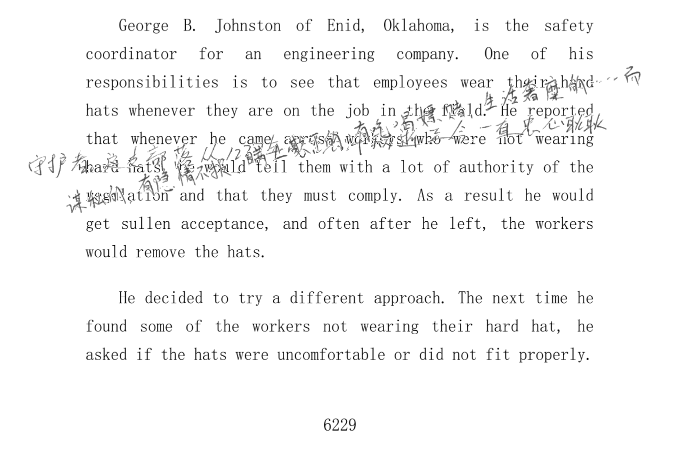 George B. Johnston of Enid, Oklahoma, is the safety
coordinator for an engineering company. One of his
responsibilities is to see that employees wear their hard
hats whenever they are on the job in the field. He reported
that whenever he came across workers who were not wearing
hard hats, he would tell them with a lot of authority of the
regulation and that they must comply. As a result he would
get sullen acceptance, and often after he left, the workers
would remove the hats.
He decided to try a different approach. The next time he
found some of the workers not wearing their hard hat, he
asked if the hats were uncomfortable or did not fit properly.
6229